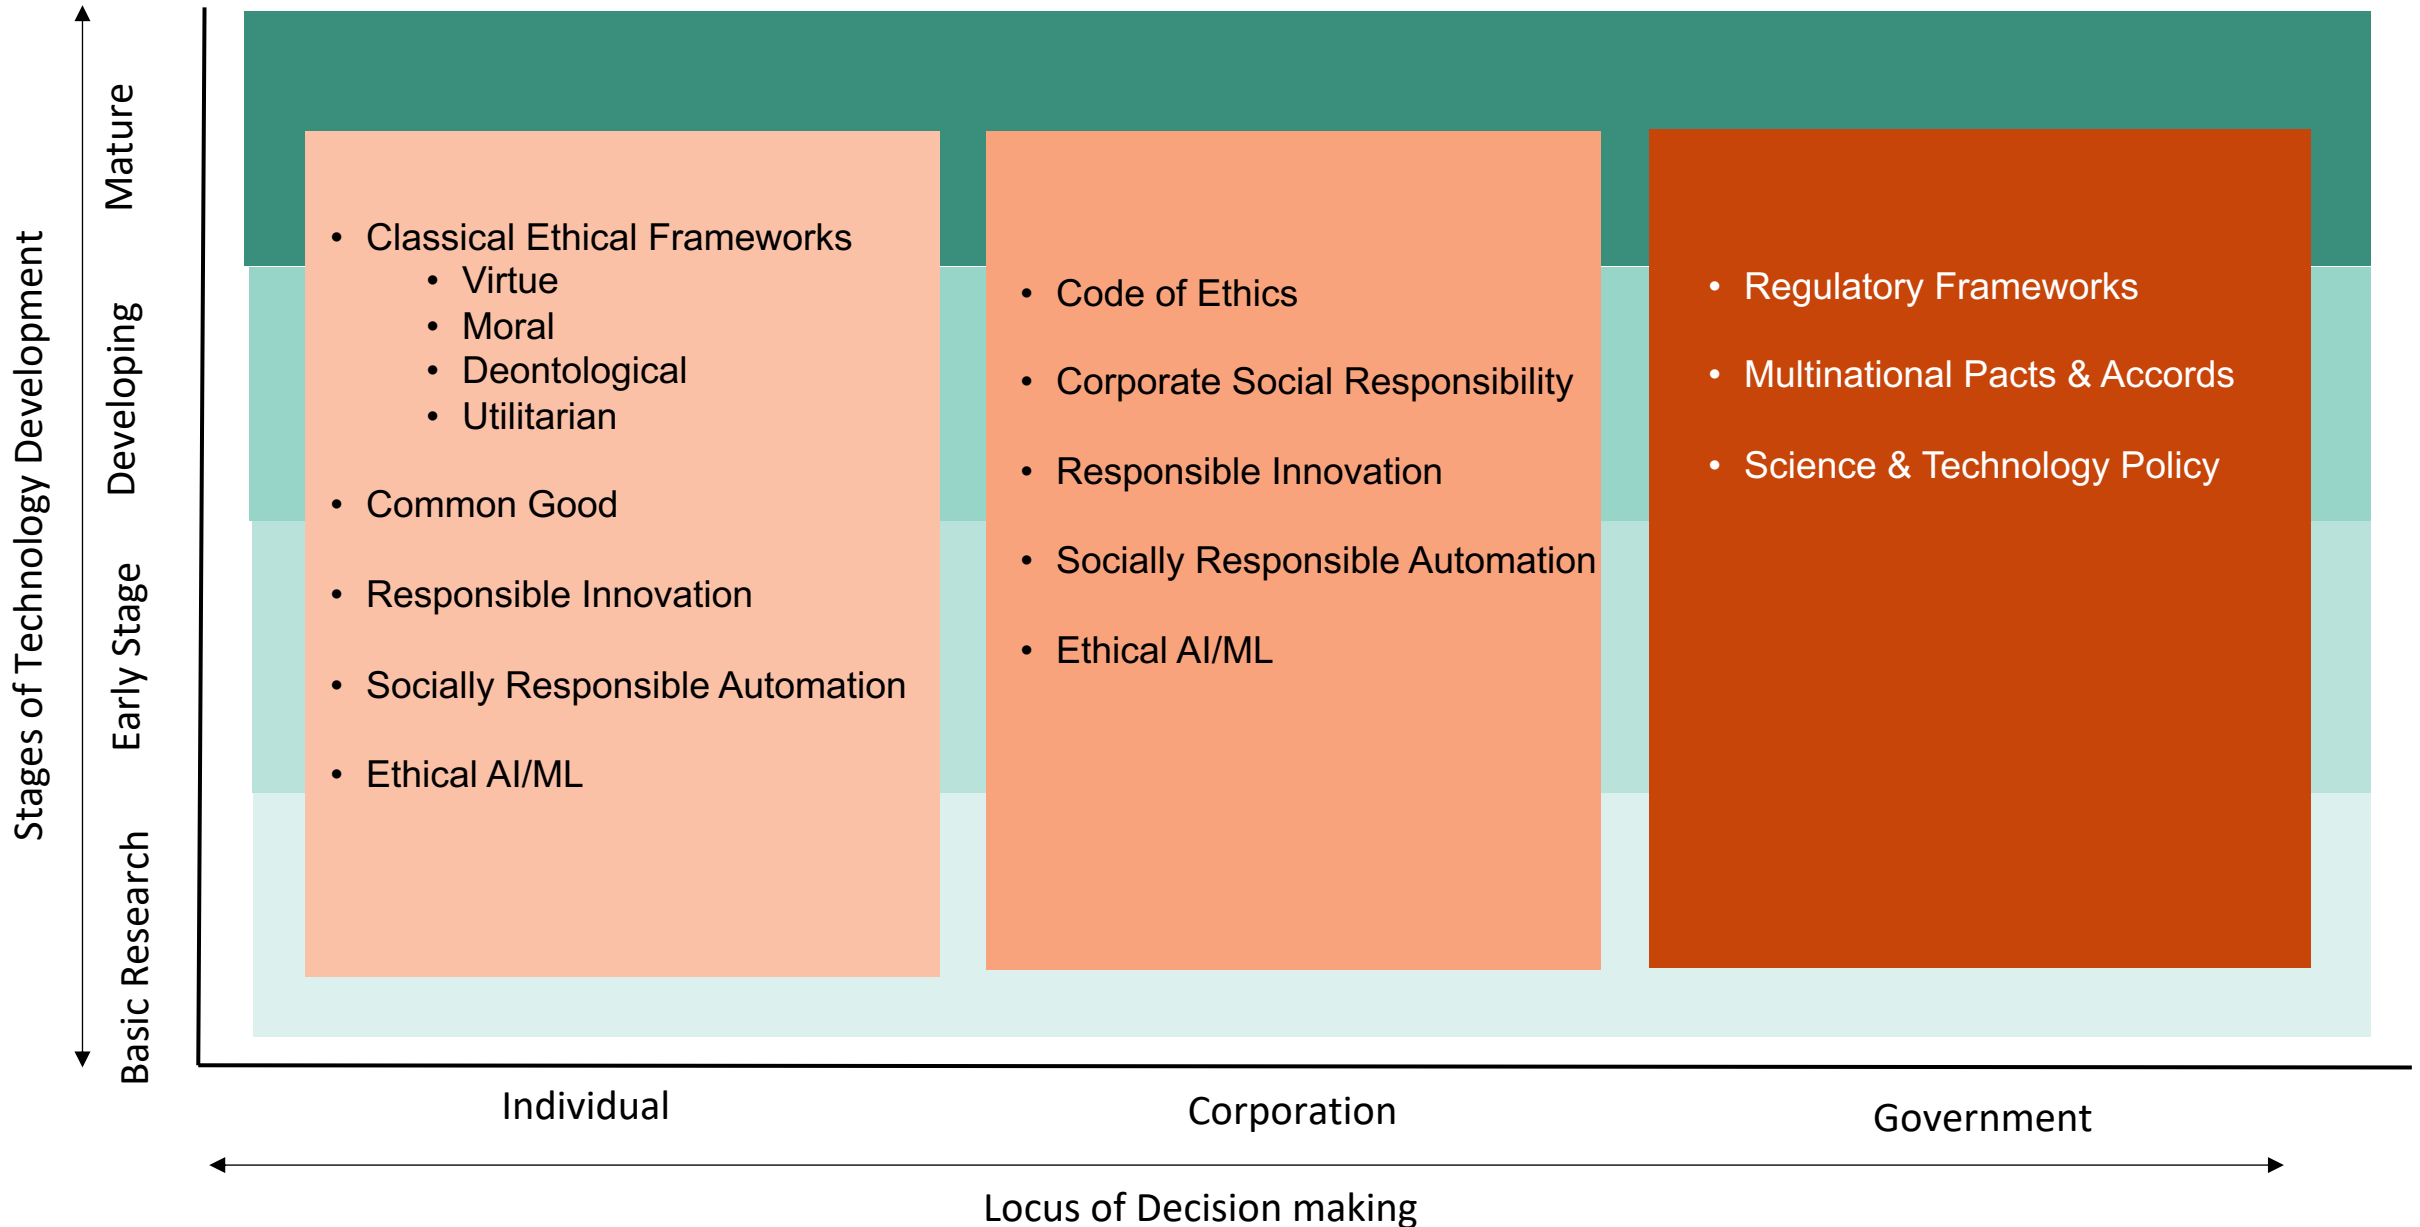 Stages of Technology Development
Mature
Developing
Early Stage
Basic Research
• Classical Ethical Frameworks
• Virtue
• Moral
• Deontological
• Utilitarian
• Common Good
• Responsible Innovation
• Socially Responsible Automation
• Ethical AI/ML
• Code of Ethics
• Corporate Social Responsibility
• Responsible Innovation
• Socially Responsible Automation
• Ethical AI/ML
• Regulatory Frameworks
• Multinational Pacts & Accords
• Science & Technology Policy
Individual
Corporation
Government
Locus of Decision making